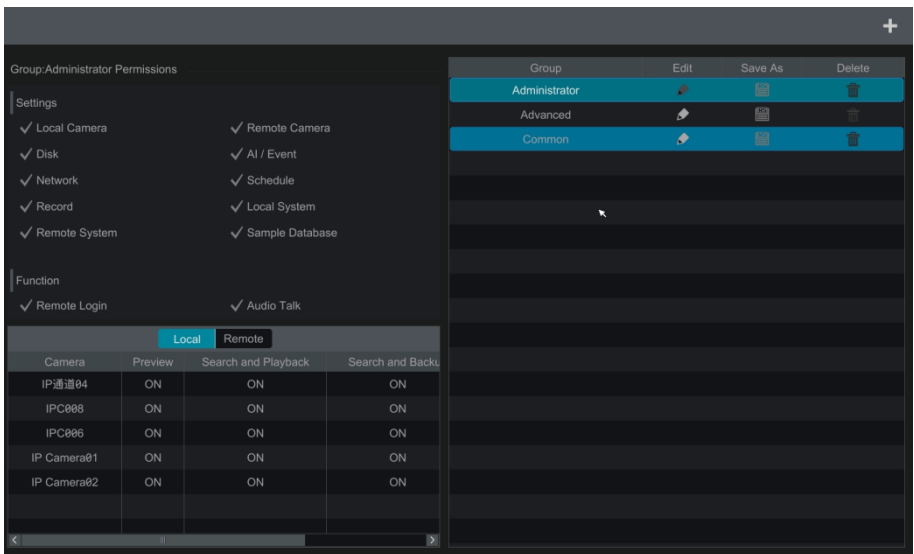 Group:Administrator Permissions
Settings
Local Camera Remote Camera
Disk AI / Event
Network Schedule
Record Local System
Remote System Sample Database
Function
Remote Login Audio Talk
Local Remote
Camera Preview Search and Playback Search and Backu
IP通道04 ON ON ON
IPC008 ON ON ON
IPC006 ON ON ON
IP Camera01 ON ON ON
IP Camera02 ON ON ON
Group Edit Save As Delete
Administrator
Advanced
Common